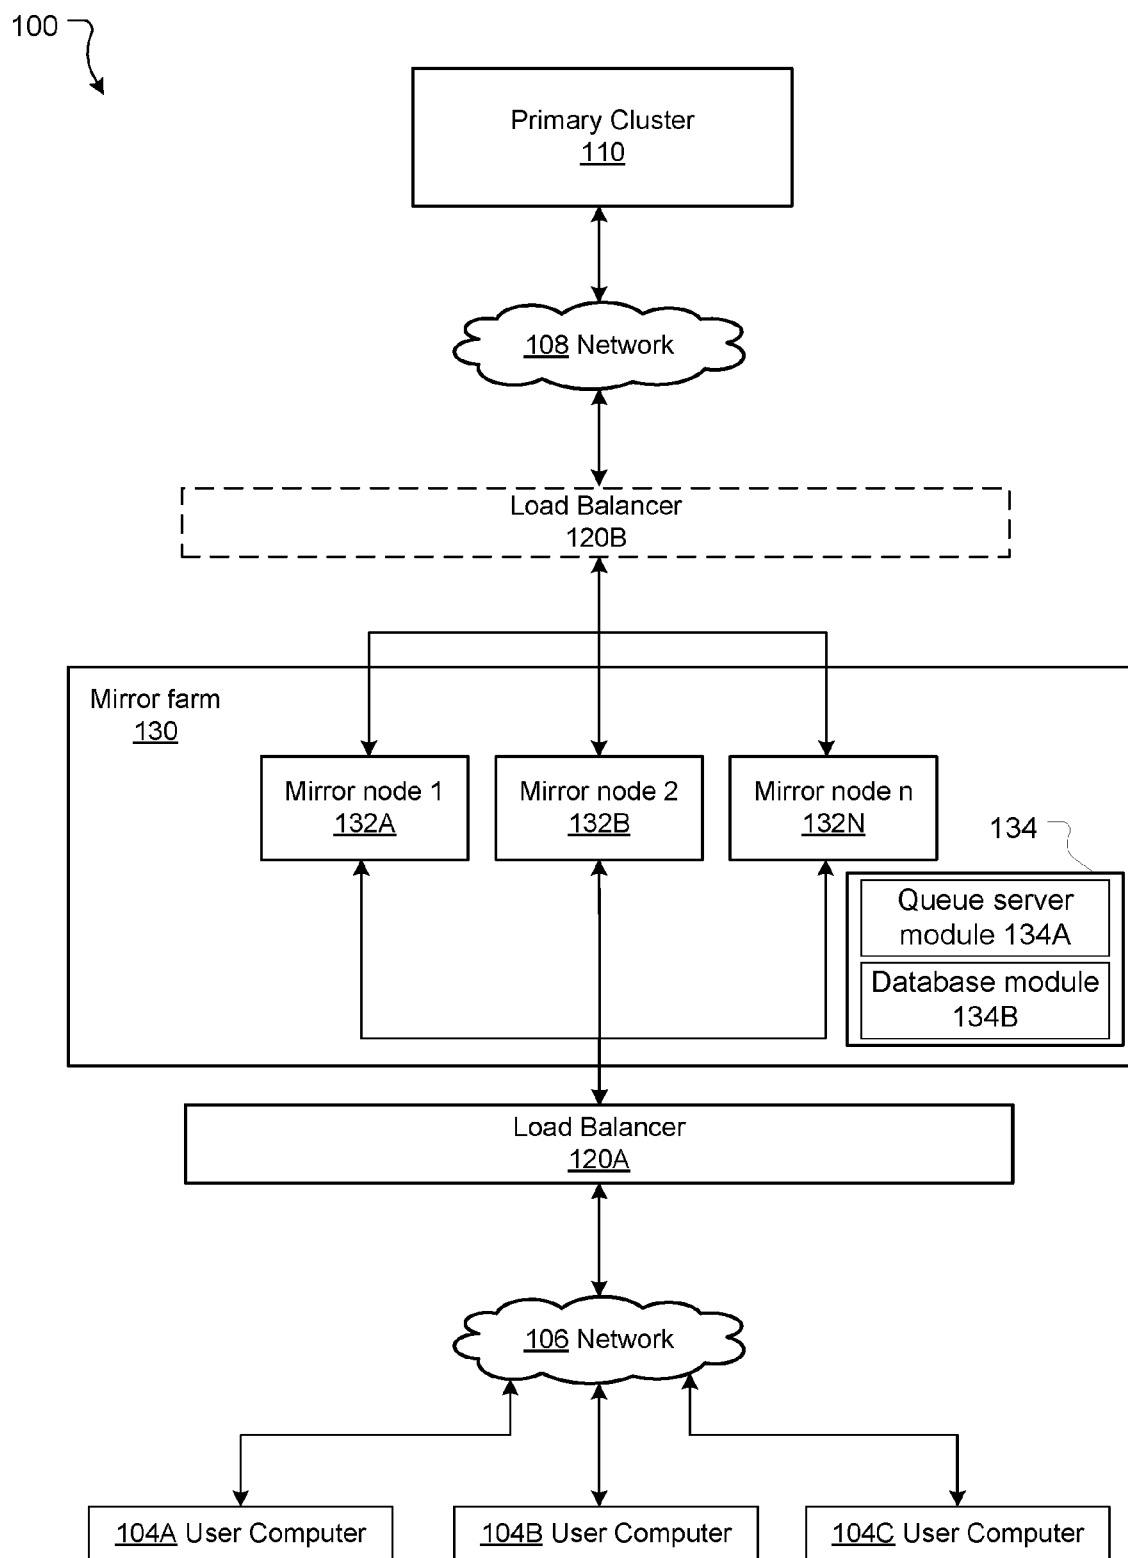 100
Primary Cluster
110
108 Network
Load Balancer
120B
Mirror farm
130
Mirror node 1
132A
Mirror node 2
132B
Mirror node n
132N
134
Queue server
module 134A
Database module
134B
Load Balancer
120A
106 Network
104A User Computer
104B User Computer
104C User Computer